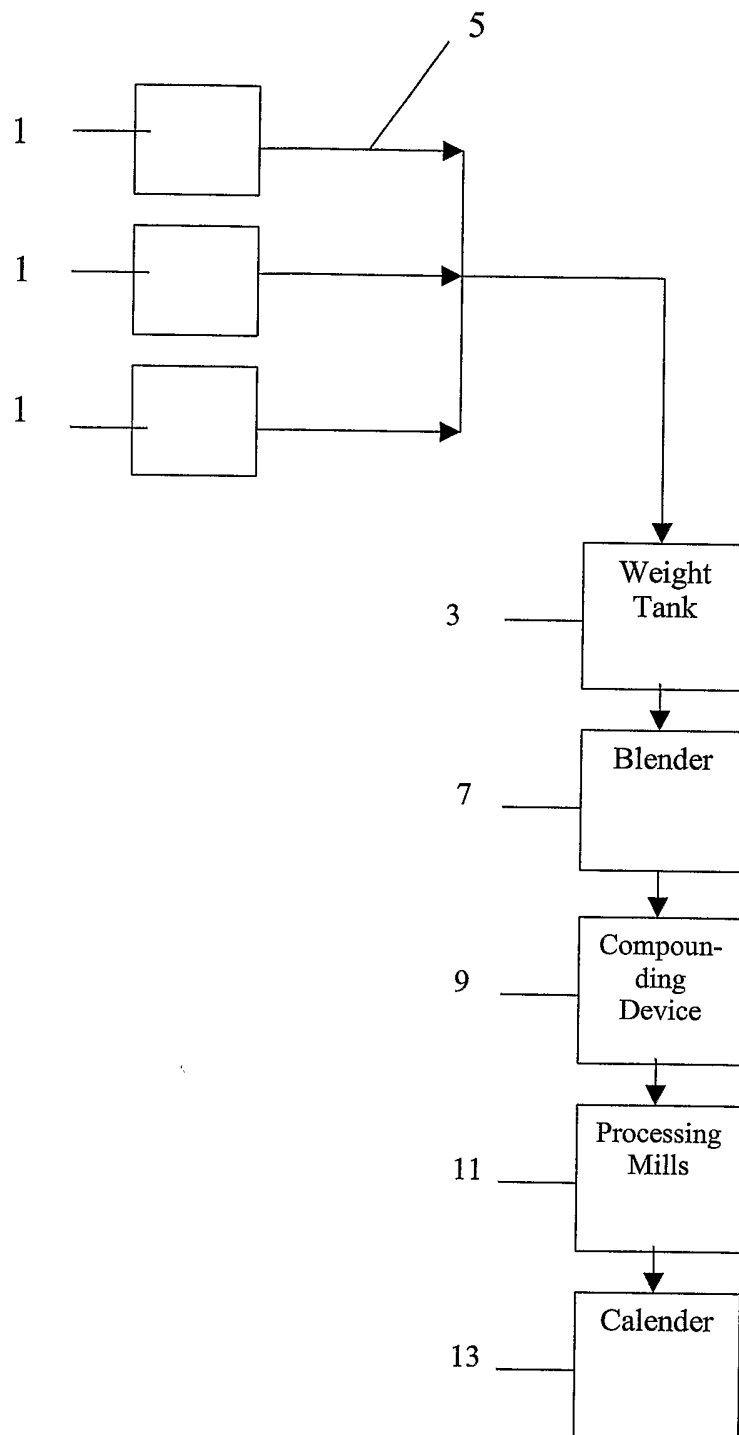 5
1
1
1
Weight
Tank
3
Blender
7
Compoun-
ding
Device
9
Processing
Mills
11
Calender
13